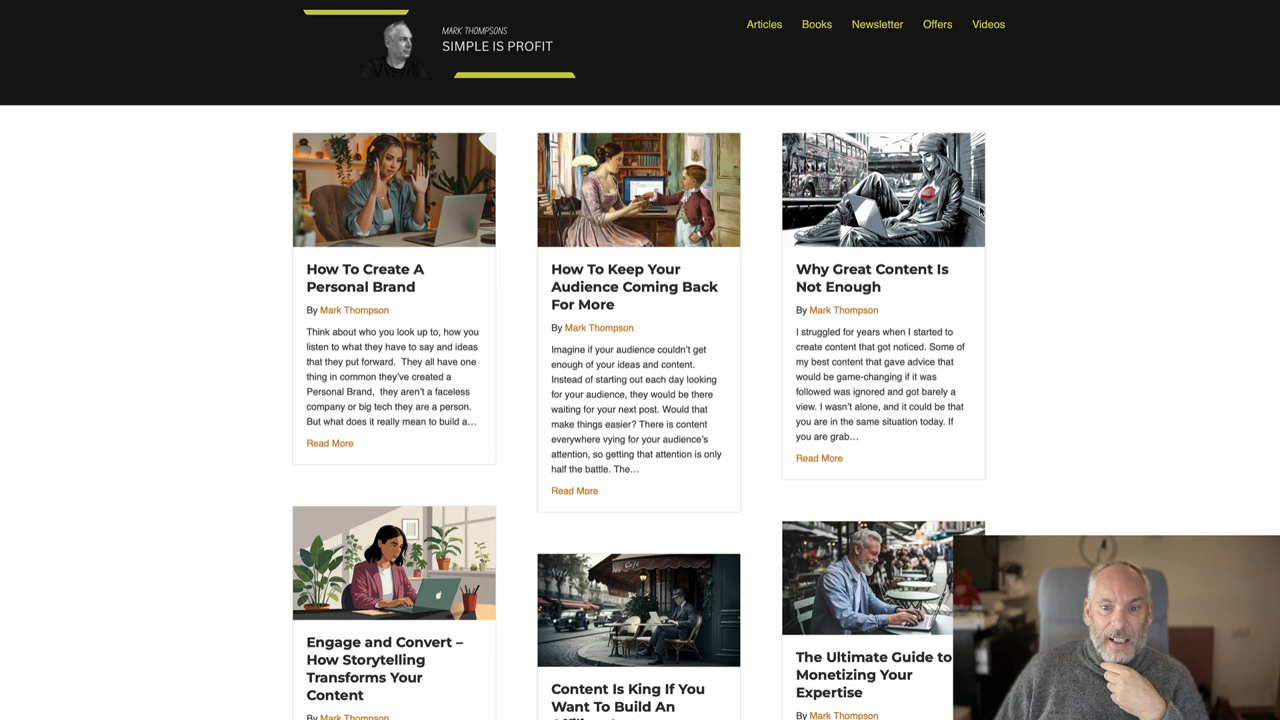 MARK THOMPSONS
SIMPLE IS PROFIT
Articles
Books
Newsletter
Offers
Videos
How To Create A
Personal Brand
By Mark Thompson
Think about who you look up to, how you
listen to what they have to say and ideas
that they put forward. They all have one
thing in common they've created a
Personal Brand, they aren't a faceless
company or big tech they are a person.
But what does it really mean to build a…
Read More
How To Keep Your
Audience Coming Back
For More
By Mark Thompson
Imagine if your audience couldn't get
enough of your ideas and content.
Instead of starting out each day looking
for your audience, they would be there
waiting for your next post. Would that
make things easier? There is content
everywhere vying for your audience's
attention, so getting that attention is only
half the battle. The…
Read More
Why Great Content Is
Not Enough
By Mark Thompson
I struggled for years when I started to
create content that got noticed. Some of
my best content that gave advice that
would be game-changing if it was
followed was ignored and got barely a
view. I wasn't alone, and it could be that
you are in the same situation today. If
you are grab…
Read More
Engage and Convert –
How Storytelling
Transforms Your
Content
By Mark Thompson
Content Is King If You
Want To Build An
The Ultimate Guide to
Monetizing Your
Expertise
By Mark Thompson